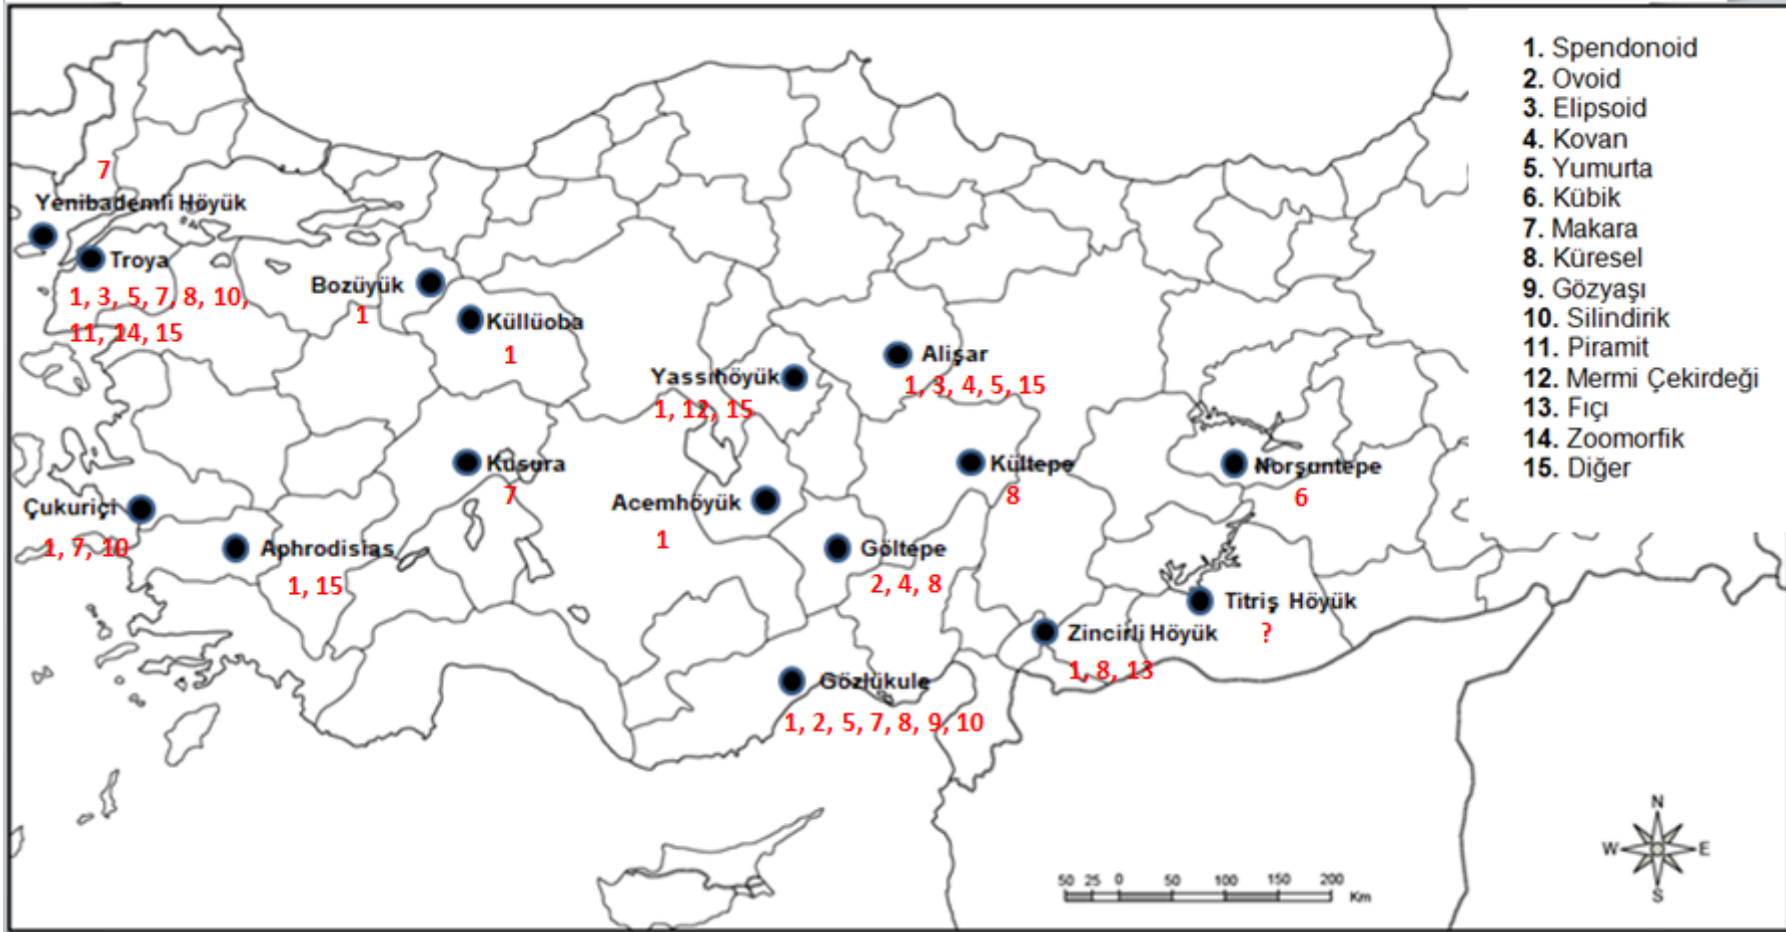 1. Spendonoid
2. Ovoid
3. Elipsoid
4. Kovan
5. Yumurta
6. Kübik
7. Makara
8. Küresel
9. Gözyaşı
10. Silindirik
11. Piramit
12. Mermi Çekirdeği
13. Fıçı
14. Zoomorfik
15. Diğer
7
Yenibademli Höyük
Troya
1, 3, 5, 7, 8, 10,
11, 14, 15
Bozüyük
1
Küllüoba
1
Alişar
1, 3, 4, 5, 15
Yassıhöyük
1, 12, 15
Kusura
7
Kültepe
8
Norşuntepe
6
Çukuriçi
1, 7, 10
Acemhöyük
1
Aphrodisias
1, 15
Göltepe
2, 4, 8
Titriş Höyük
?
Zincirli Höyük
1, 8, 13
Gözlükule
1, 2, 5, 7, 8, 9, 10
N
W E
S
50 25 0 50 100 150 200
Km